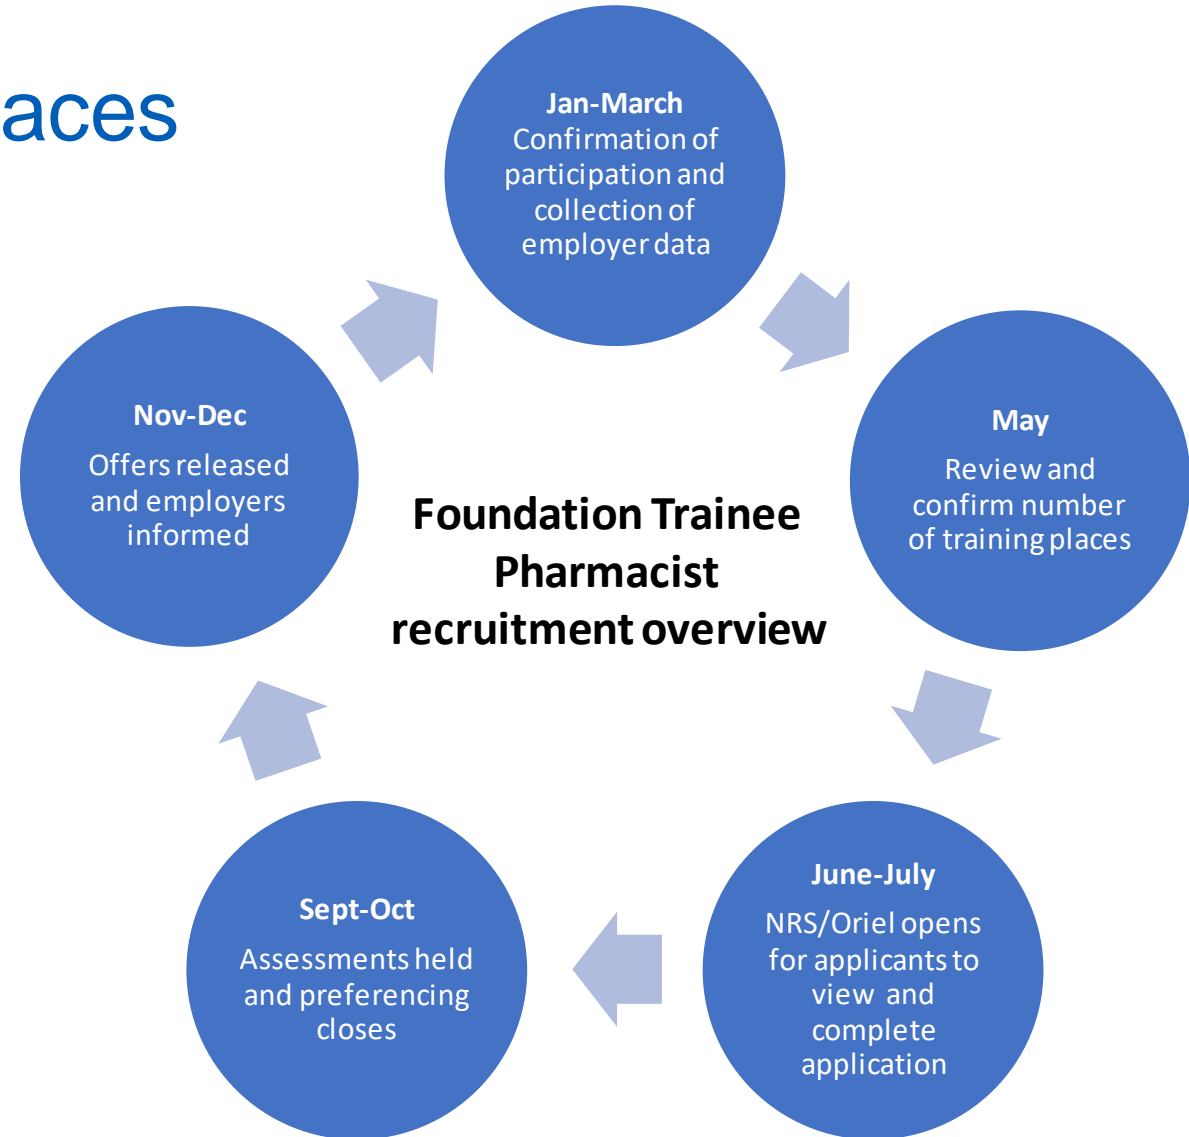 aces
Jan-March
Confirmation of
participation and
collection of
employer data
May
Review and
confirm number
of training places
June-July
NRS/Oriel opens
for applicants to
view and
complete
application
Sept-Oct
Assessments held
and preferencing
closes
Nov-Dec
Offers released
and employers
informed
Foundation Trainee
Pharmacist
recruitment overview